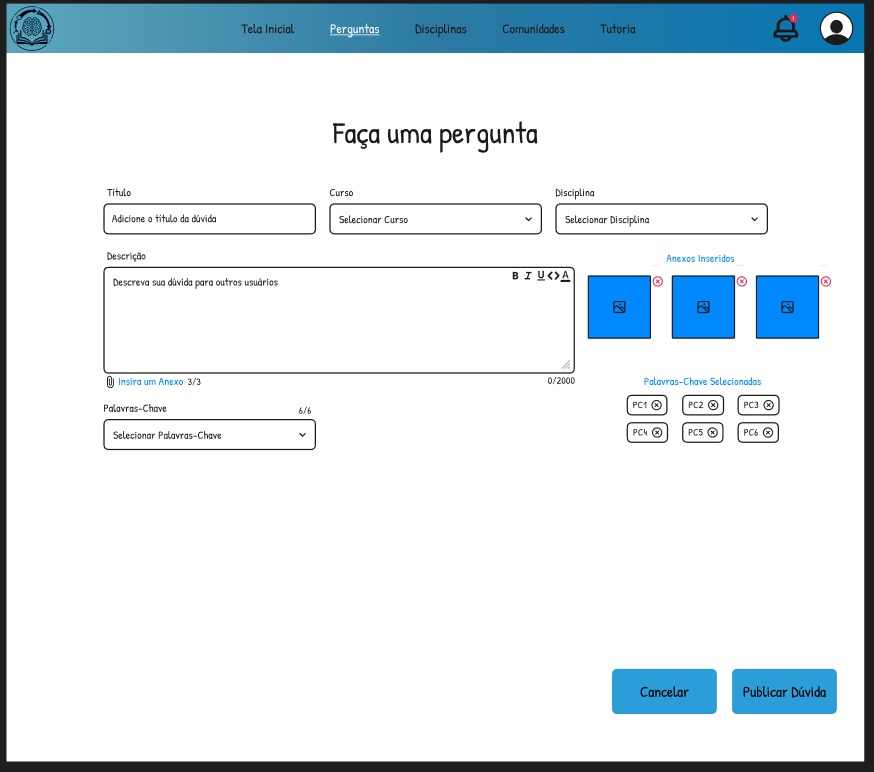 Tela Inicial Perguntas Disciplinas Comunidades Tutoria
1
Faça uma pergunta
Título Curso Disciplina
Adicione o título da dúvida Selecionar Curso Selecionar Disciplina
Descrição
Anexos Inseridos
B I U <> A
Descreva sua dúvida para outros usuários
Insira um Anexo 3/3 0/2000
Palavras-Chave Selecionadas
Palavras-Chave 6/6
PC1 PC2 PC3
Selecionar Palavras-Chave PC4 PC5 PC6
Cancelar Publicar Dúvida